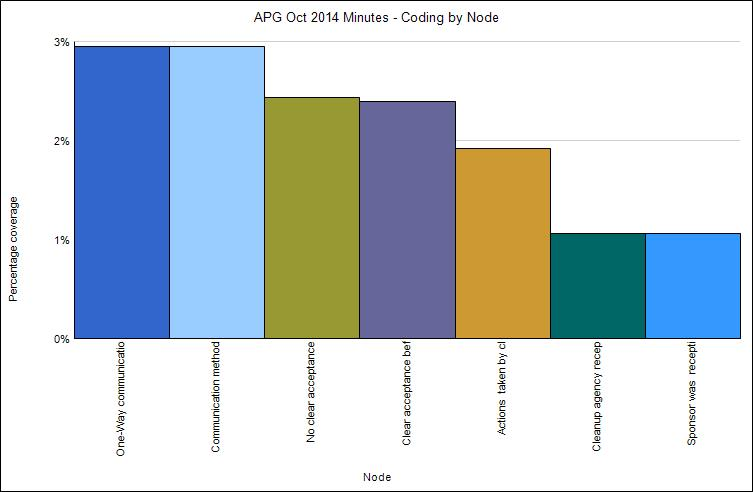 APG Oct 2014 Minutes - Coding by Node
3%
2%
1%
0%
Percentage coverage
One-Way communicatio
Communication method
No clear acceptance
Clear acceptance bef
Actions taken by cl
Cleanup agency recep
Sponsor was recepti
Node